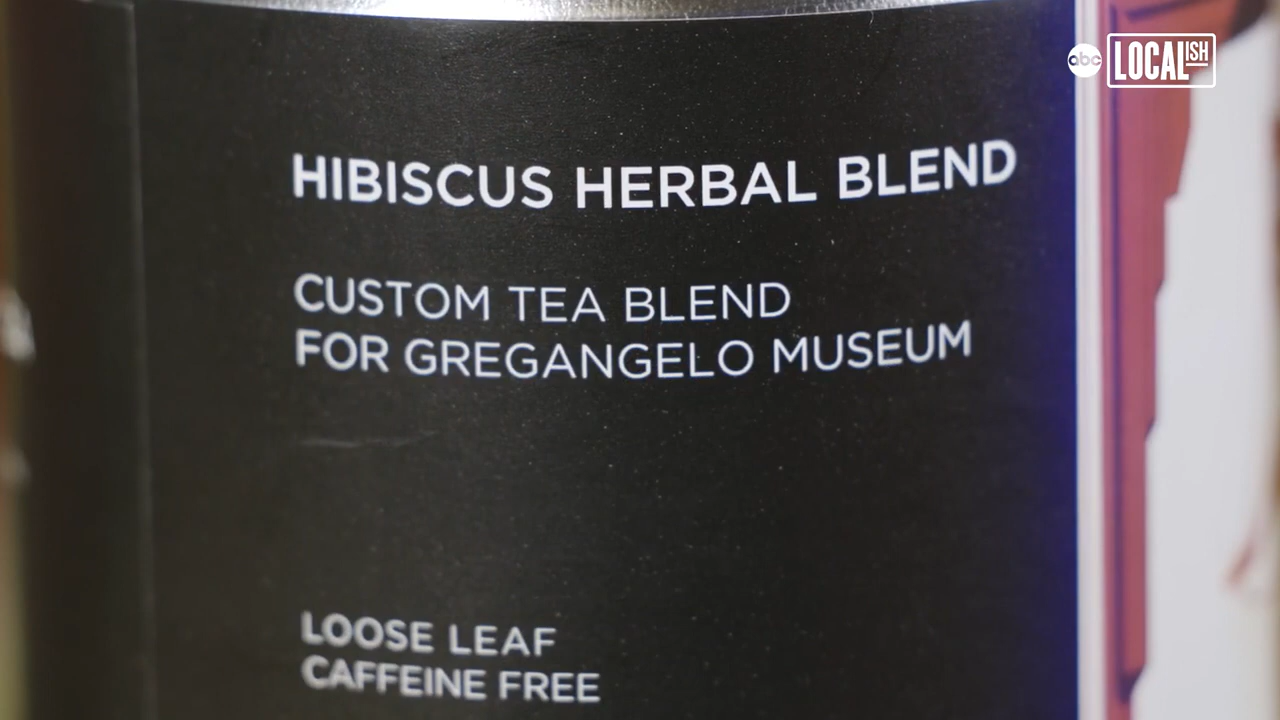 abc LOCALISH
HIBISCUS HERBAL BLEND
CUSTOM TEA BLEND
FOR GREGANGELO MUSEUM
LOOSE LEAF
CAFFEINE FREE